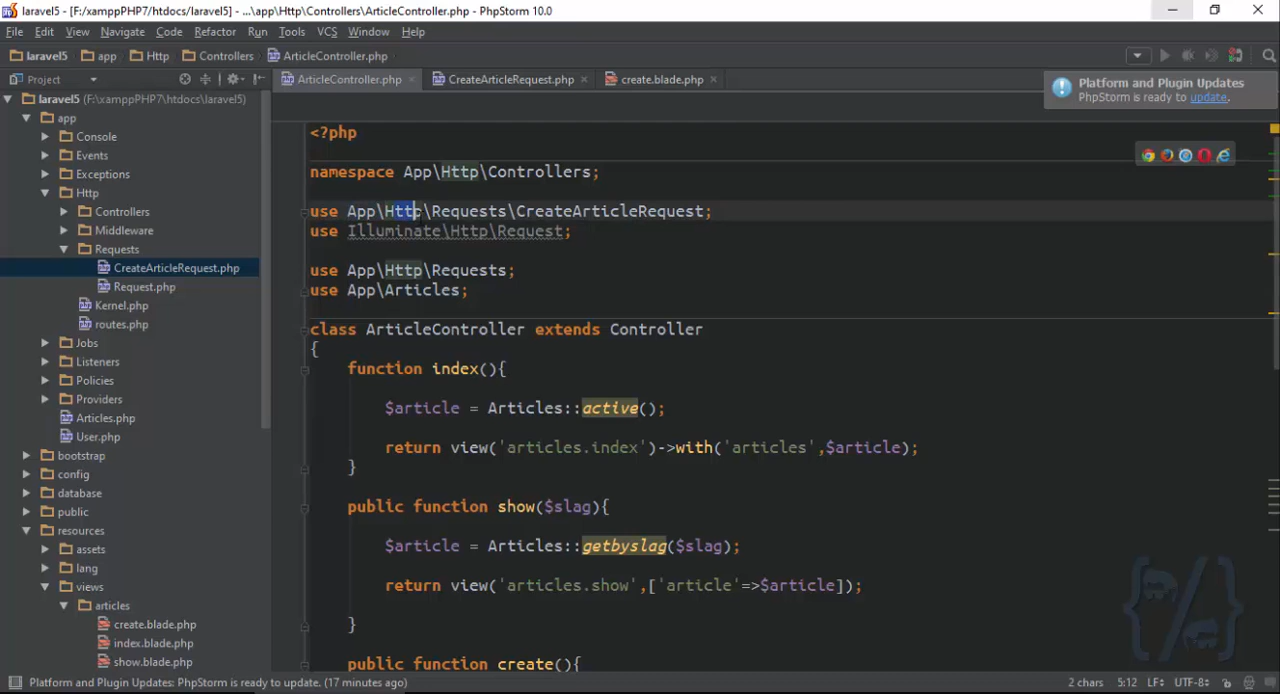 laravel5 - [F:\xamppPHP7\htdocs\laravel5] - ...\app\Http\Controllers\ArticleController.php - PhpStorm 10.0
File Edit View Navigate Code Refactor Run Tools VCS Window Help
laravel5 app Http Controllers ArticleController.php
Project
ArticleController.php CreateArticleRequest.php create.blade.php
Platform and Plugin Updates
PhpStorm is ready to update.
laravel5 (F:\xamppPHP7\htdocs\laravel5)
app
Console
Events
Exceptions
Http
Controllers
Middleware
Requests
CreateArticleRequest.php
Request.php
Kernel.php
routes.php
Jobs
Listeners
Policies
Providers
Articles.php
User.php
bootstrap
config
database
public
resources
assets
lang
views
articles
create.blade.php
index.blade.php
show.blade.php
<?php
namespace App\Http\Controllers;
use App\Http\Requests\CreateArticleRequest;
use Illuminate\Http\Request;
use App\Http\Requests;
use App\Articles;
class ArticleController extends Controller
{
function index(){
$article = Articles::active();
return view('articles.index')->with('articles',$article);
}
public function show($slag){
$article = Articles::getbyslag($slag);
return view('articles.show',['article'=>$article]);
}
public function create(){
Platform and Plugin Updates: PhpStorm is ready to update. (17 minutes ago)
2 chars 5:12 LF÷ UTF-8÷